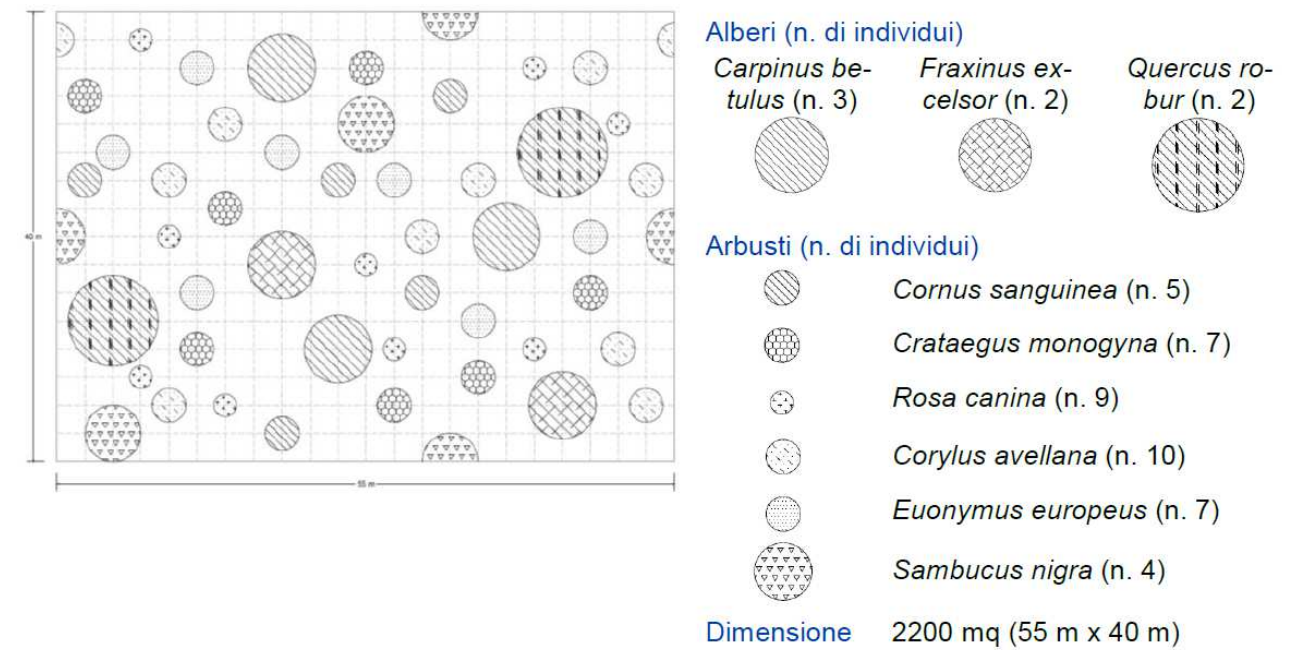 Alberi (n. di individui)
Carpinus be-
tulus (n. 3)
Fraxinus ex-
celsor (n. 2)
Quercus ro-
bur (n. 2)
40 m
Arbusti (n. di individui)
Cornus sanguinea (n. 5)
Crataegus monogyna (n. 7)
Rosa canina (n. 9)
Corylus avellana (n. 10)
Euonymus europeus (n. 7)
Sambucus nigra (n. 4)
55 m
Dimensione 2200 mq (55 m x 40 m)